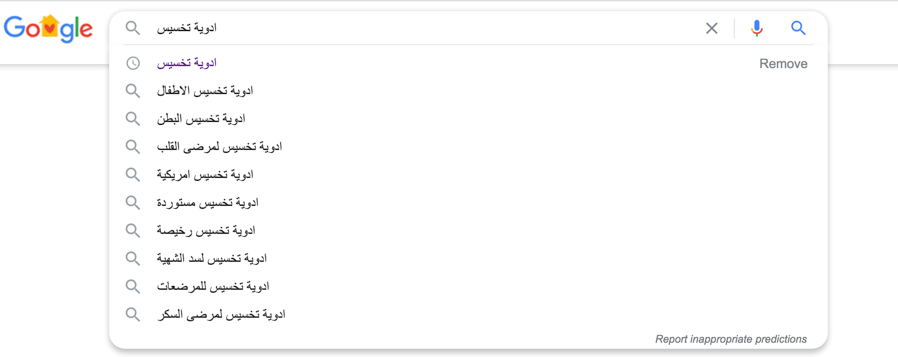 Google
ادوية تخسيس
ادوية تخسيس Remove
ادوية تخسيس الاطفال
ادوية تخسيس البطن
ادوية تخسيس لمرضى القلب
ادوية تخسيس امريكية
ادوية تخسيس مستوردة
ادوية تخسيس رخيصة
ادوية تخسيس لسد الشهية
ادوية تخسيس للمرضعات
ادوية تخسيس لمرضى السكر
Report inappropriate predictions